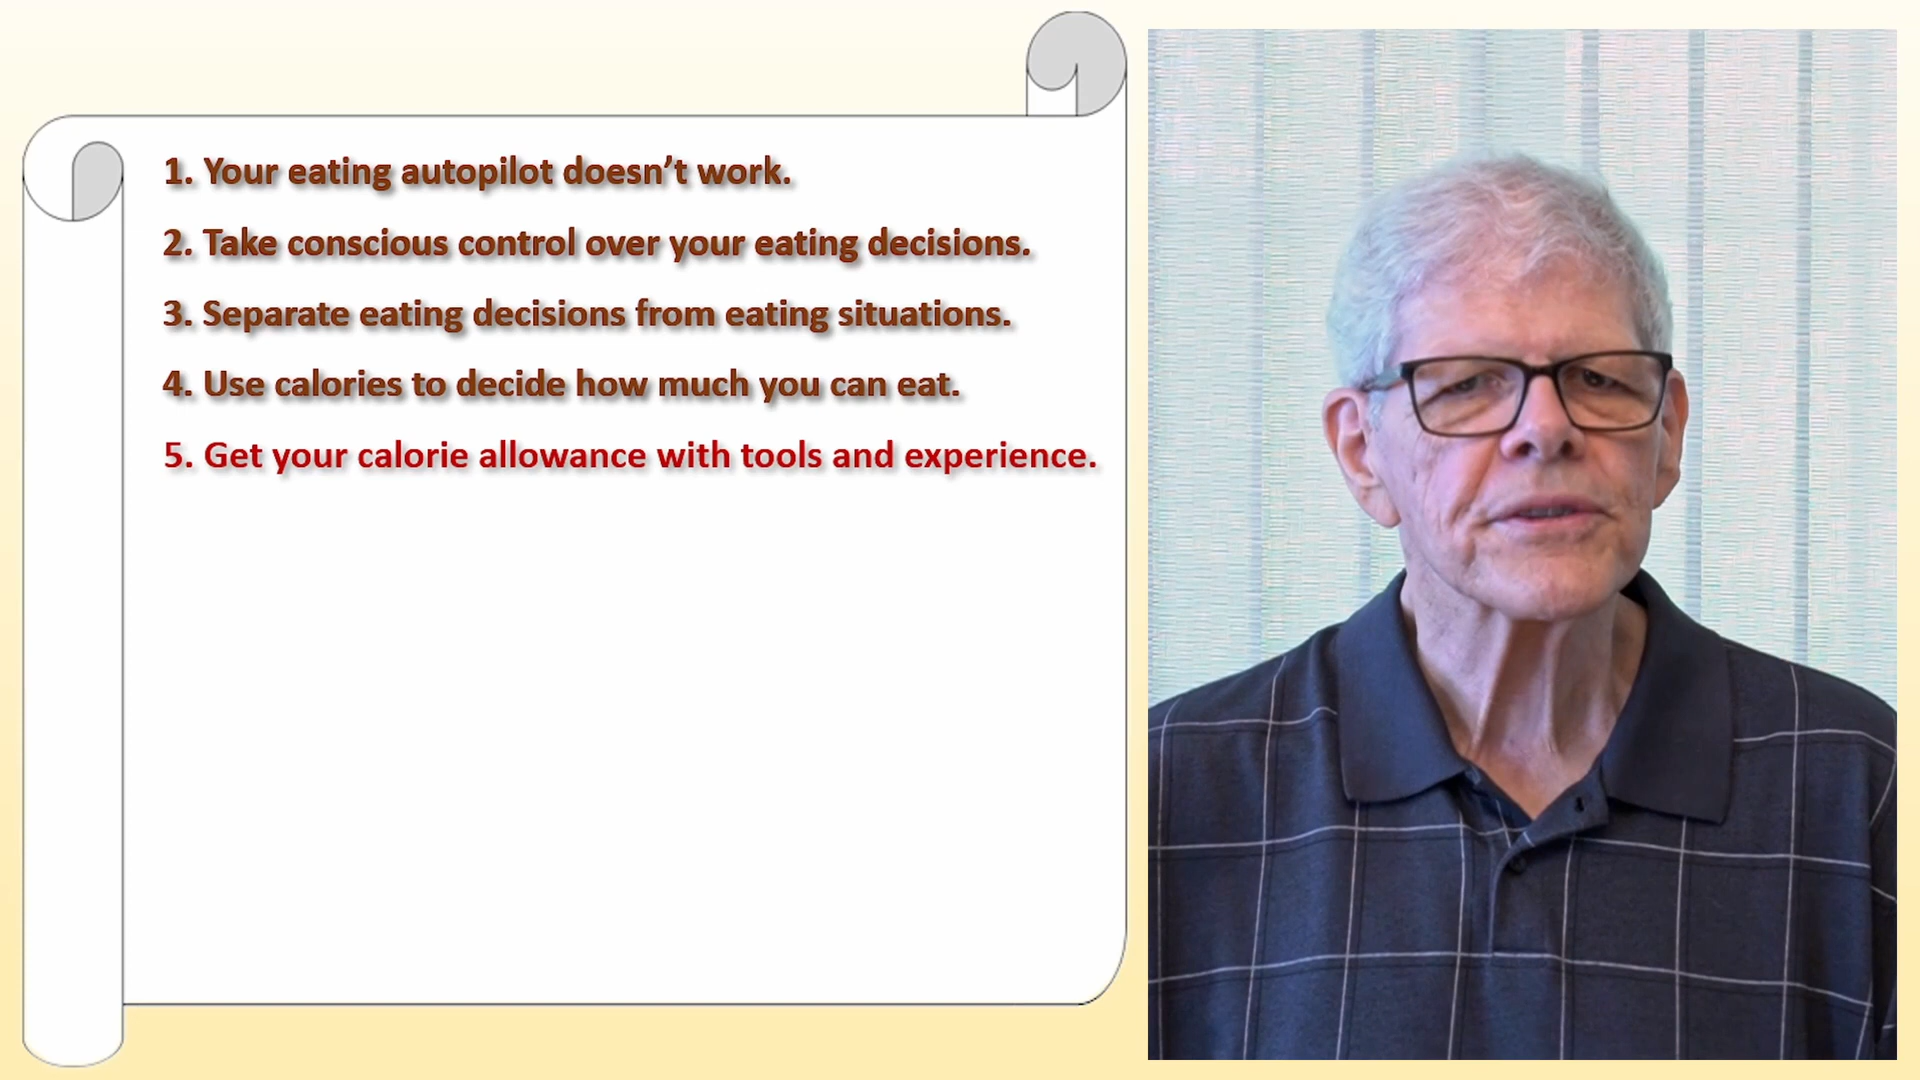 1. Your eating autopilot doesn’t work.
2. Take conscious control over your eating decisions.
3. Separate eating decisions from eating situations.
4. Use calories to decide how much you can eat.
5. Get your calorie allowance with tools and experience.